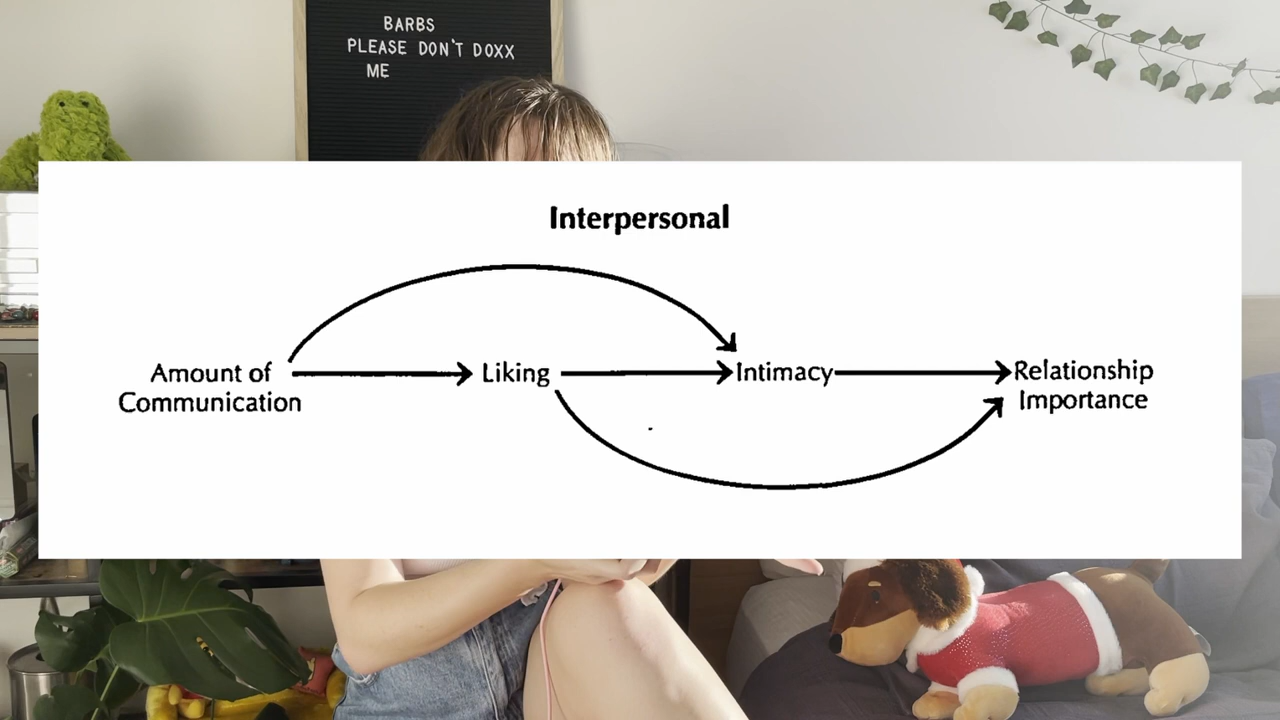 BARBS
PLEASE DON'T DOXX
ME
Interpersonal
Amount of
Communication
Liking
Intimacy
Relationship
Importance